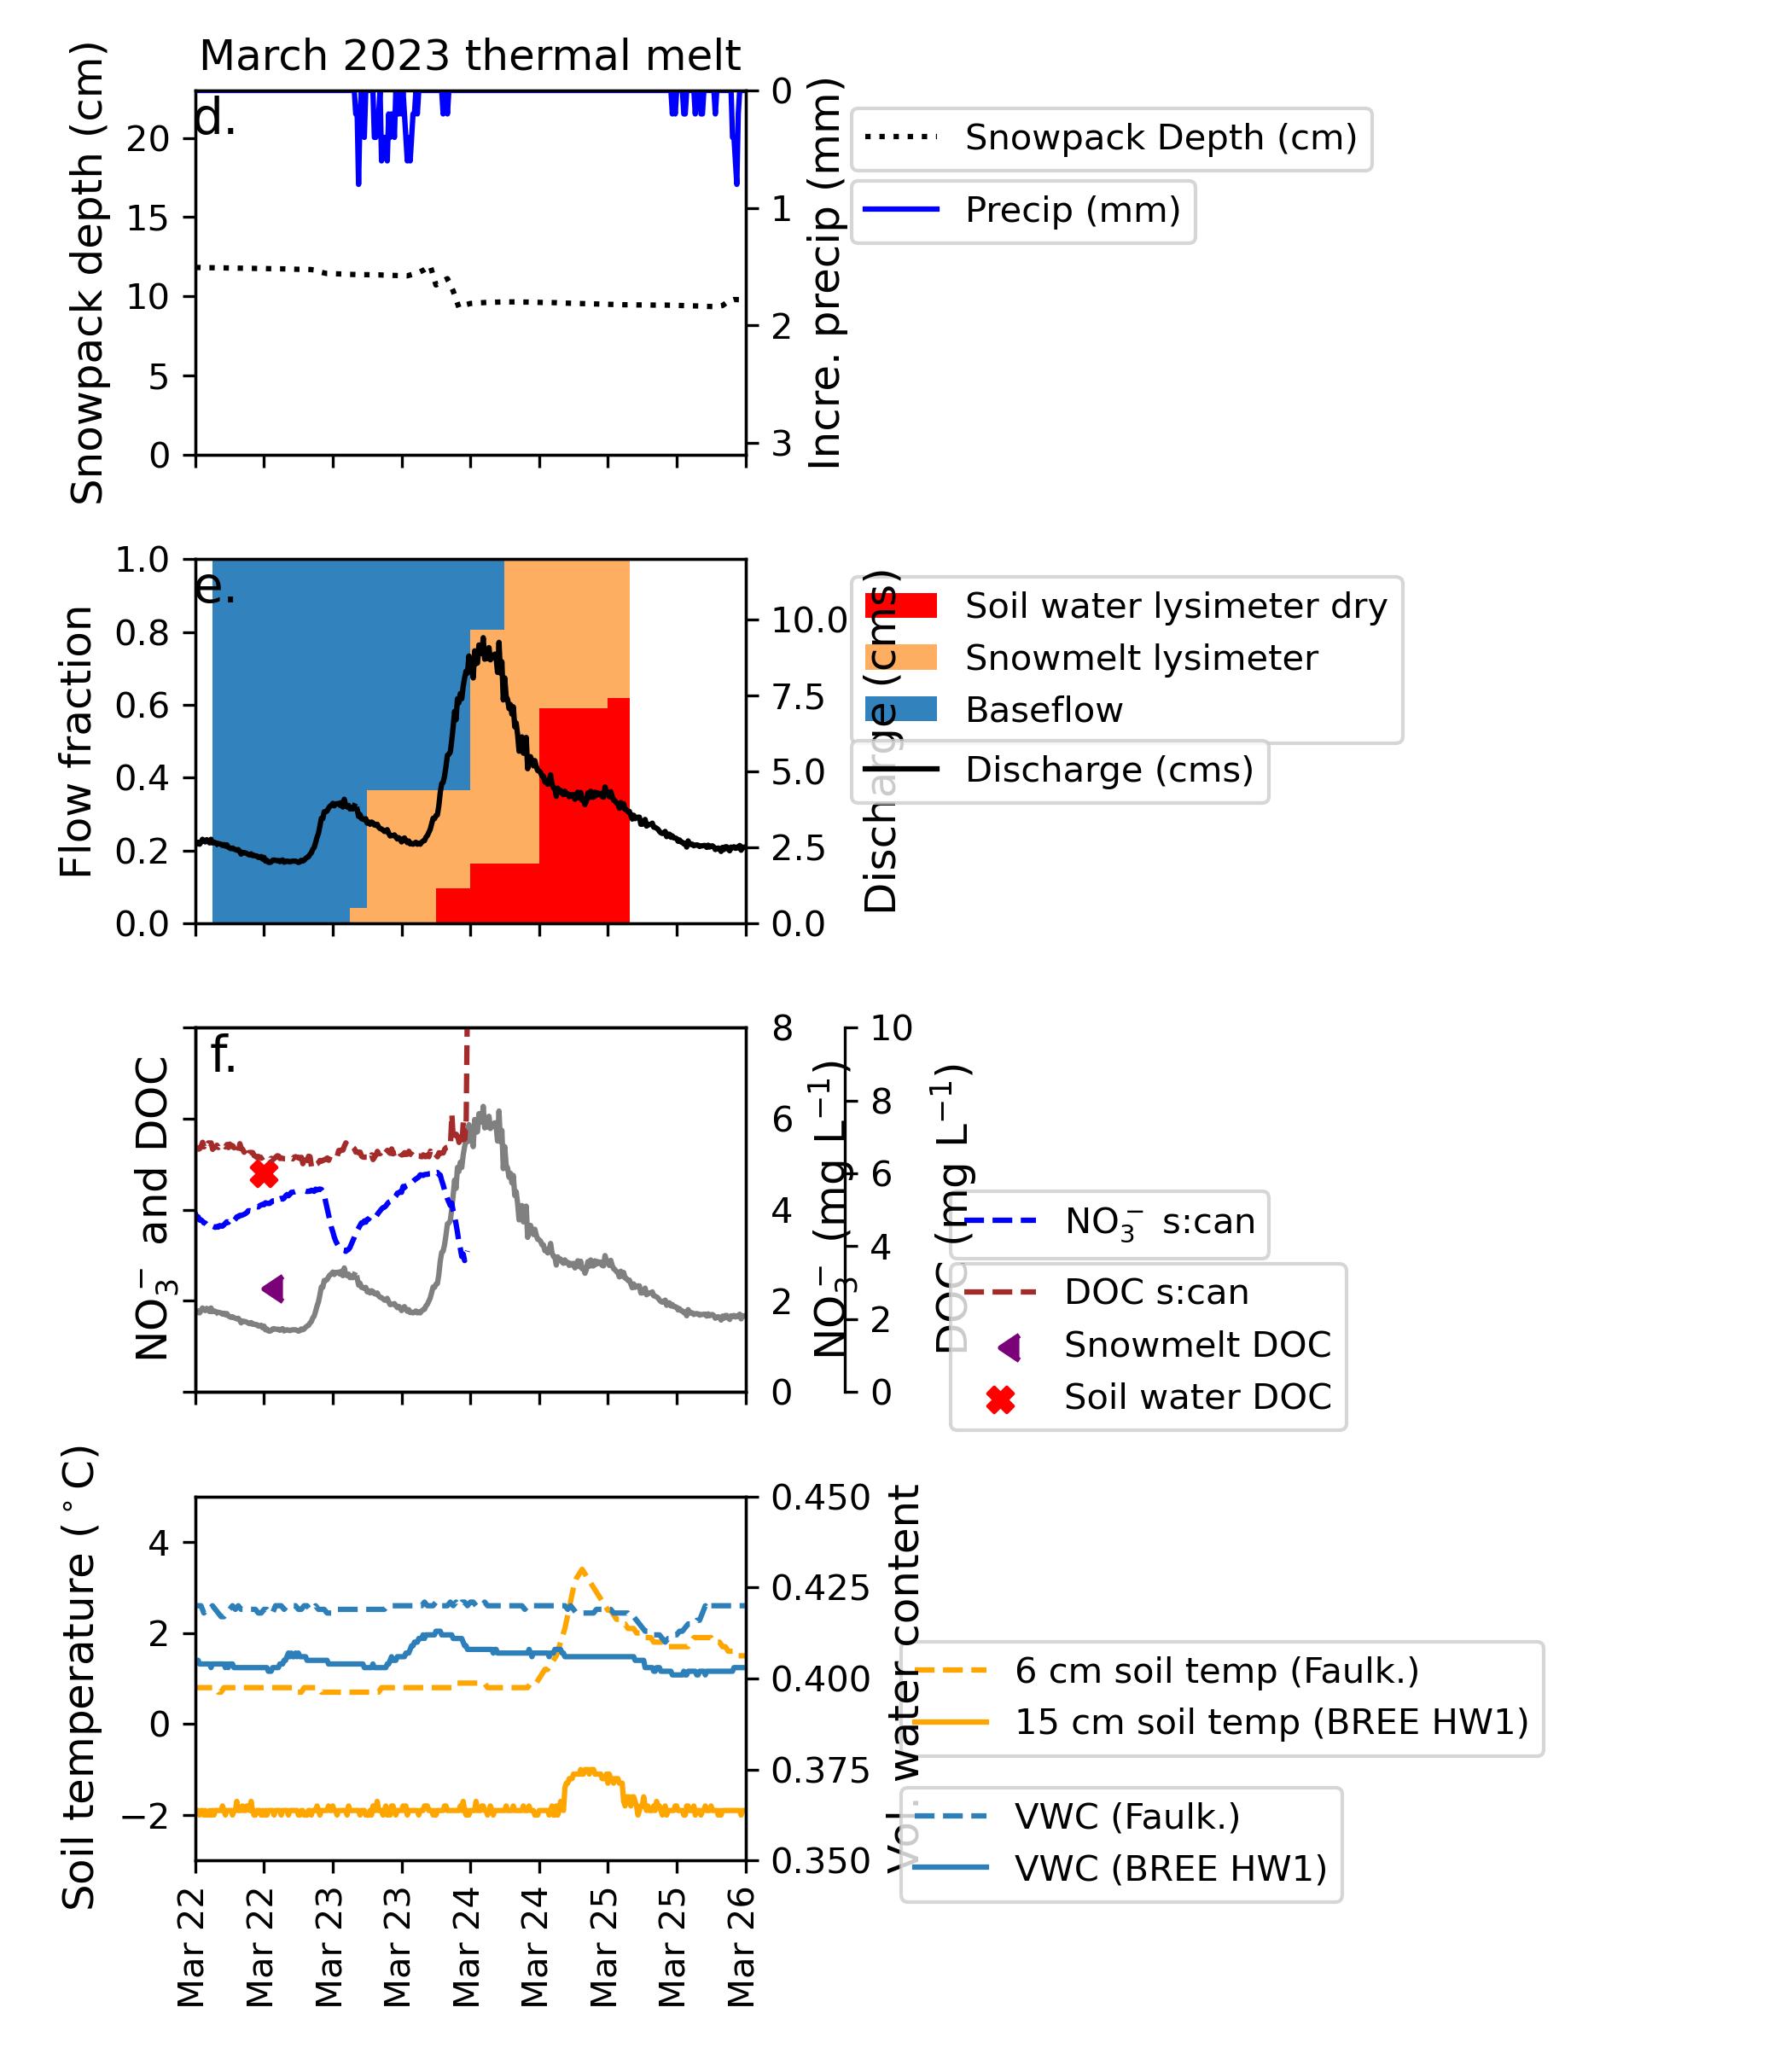 March 2023 thermal melt
d.
Snowpack depth (cm)
20
15
10
5
0
0
1
2
3
Incre. precip (mm)
Snowpack Depth (cm)
Precip (mm)
e.
Flow fraction
1.0
0.8
0.6
0.4
0.2
0.0
10.0
7.5
5.0
2.5
0.0
Discharge (cms)
Soil water lysimeter dry
Snowmelt lysimeter
Baseflow
Discharge (cms)
f.
NO₃⁻ and DOC
8
6
4
2
0
NO₃⁻ (mg L⁻¹)
10
8
6
4
2
0
DOC (mg L⁻¹)
NO₃⁻ s:can
DOC s:can
Snowmelt DOC
Soil water DOC
Soil temperature (°C)
4
2
0
−2
0.450
0.425
0.400
0.375
0.350
Vol. water content
6 cm soil temp (Faulk.)
15 cm soil temp (BREE HW1)
VWC (Faulk.)
VWC (BREE HW1)
Mar 22
Mar 22
Mar 23
Mar 23
Mar 24
Mar 24
Mar 25
Mar 25
Mar 26